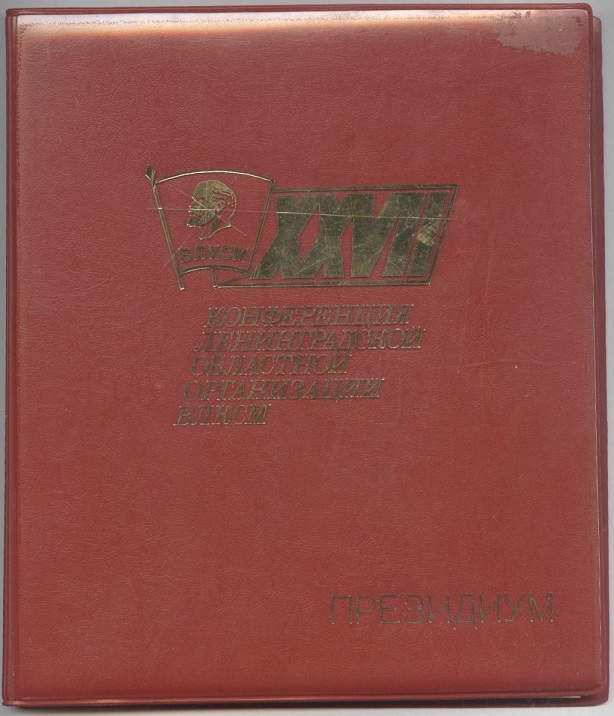 ВЛКСМ
XXVII
КОНФЕРЕНЦИЯ
ЛЕНИНГРАДСКОЙ
ОБЛАСТНОЙ
ОРГАНИЗАЦИИ
ВЛКСМ
ПРЕЗИДИУМ